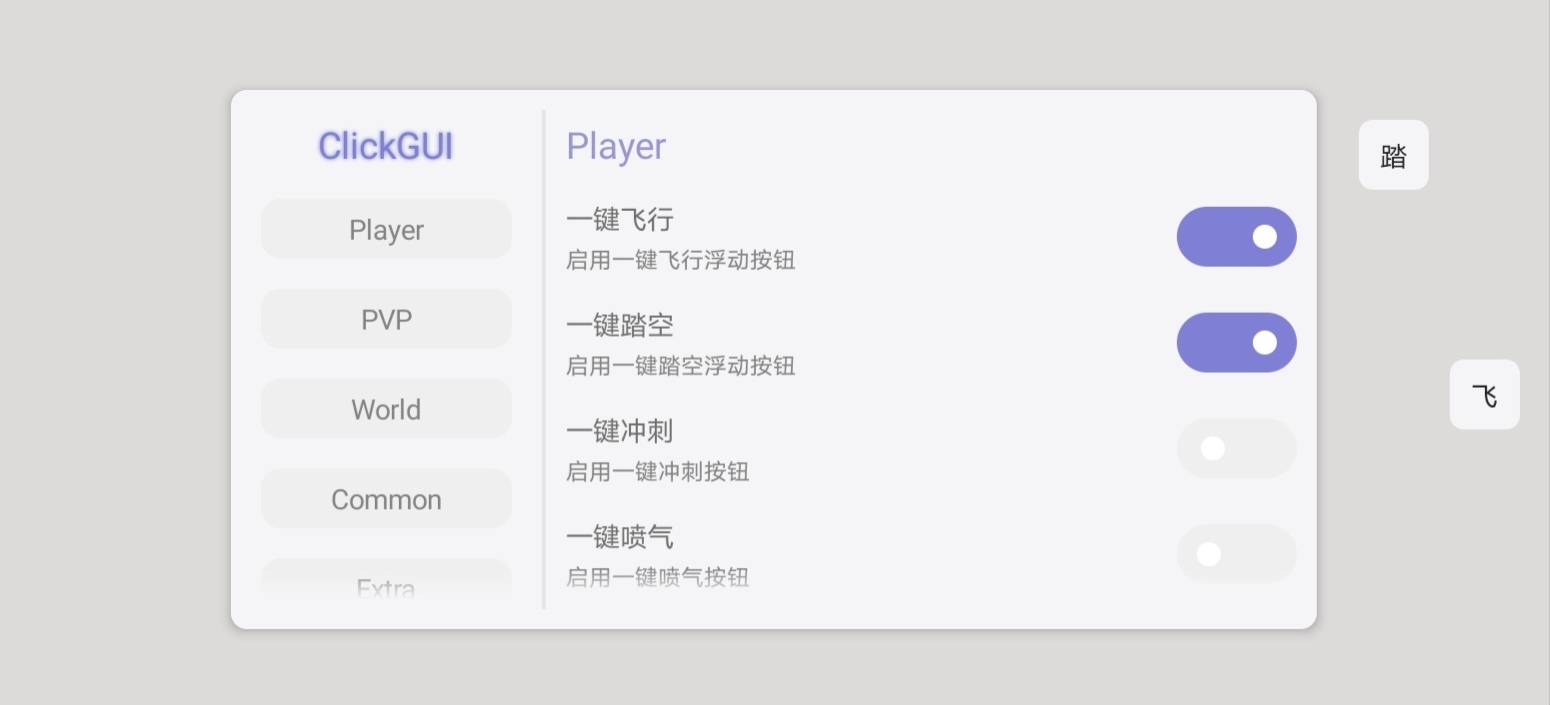 ClickGUI
Player
PVP
World
Common
Extra
Player
一键飞行
启用一键飞行浮动按钮
一键踏空
启用一键踏空浮动按钮
一键冲刺
启用一键冲刺按钮
一键喷气
启用一键喷气按钮
踏
飞